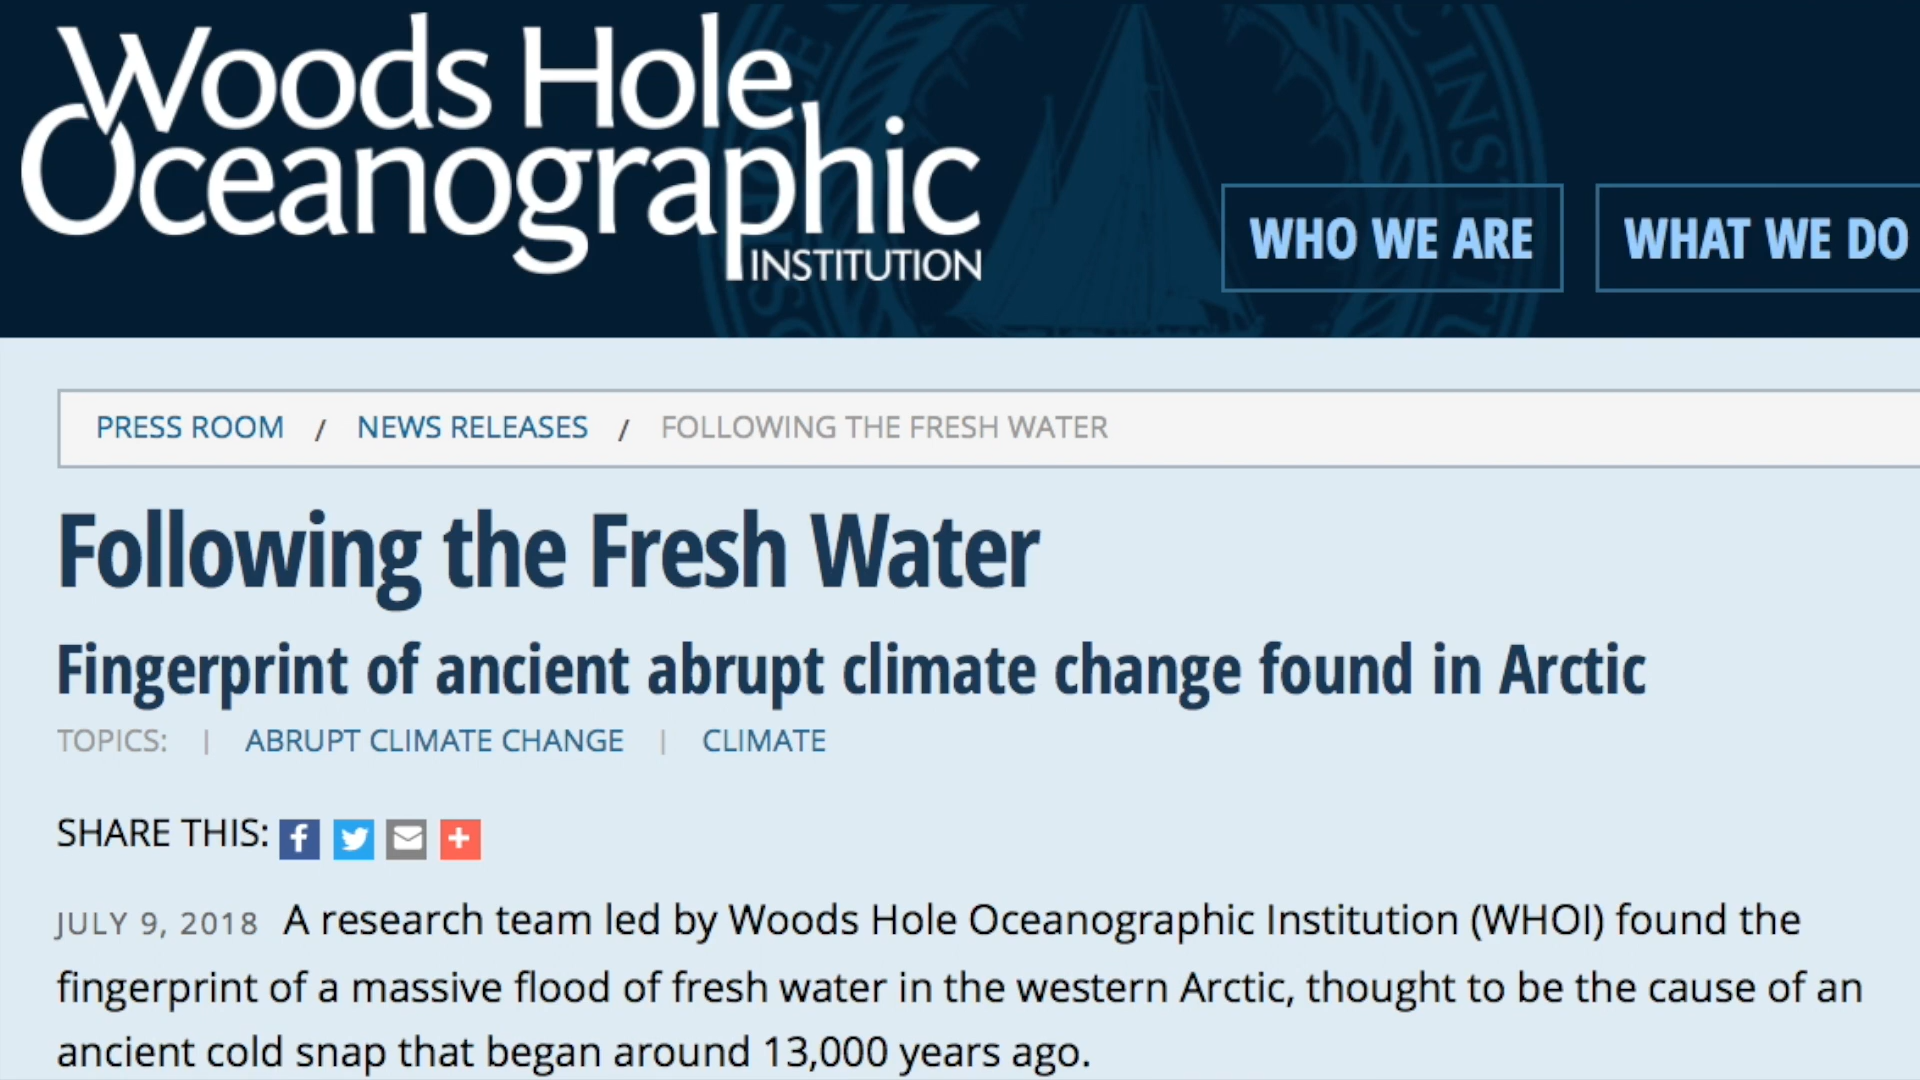 Woods Hole
Oceanographic
INSTITUTION
WHO WE ARE
WHAT WE DO
PRESS ROOM / NEWS RELEASES / FOLLOWING THE FRESH WATER
Following the Fresh Water
Fingerprint of ancient abrupt climate change found in Arctic
TOPICS: | ABRUPT CLIMATE CHANGE | CLIMATE
SHARE THIS:
JULY 9, 2018 A research team led by Woods Hole Oceanographic Institution (WHOI) found the
fingerprint of a massive flood of fresh water in the western Arctic, thought to be the cause of an
ancient cold snap that began around 13,000 years ago.